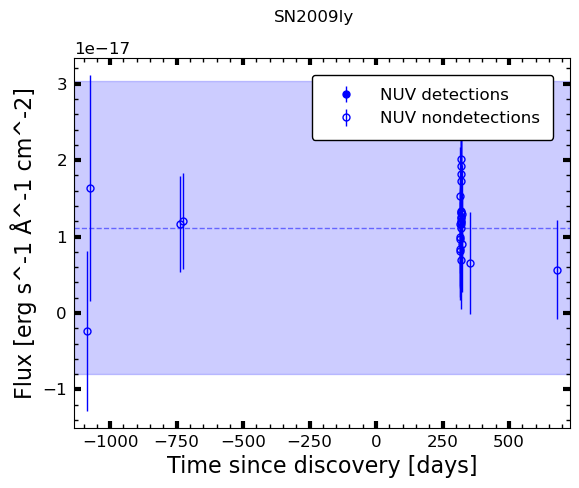 SN2009ly
1e−17
3
2
1
0
−1
Flux [erg s^-1 Å^-1 cm^-2]
NUV detections
NUV nondetections
−1000 −750 −500 −250 0 250 500
Time since discovery [days]